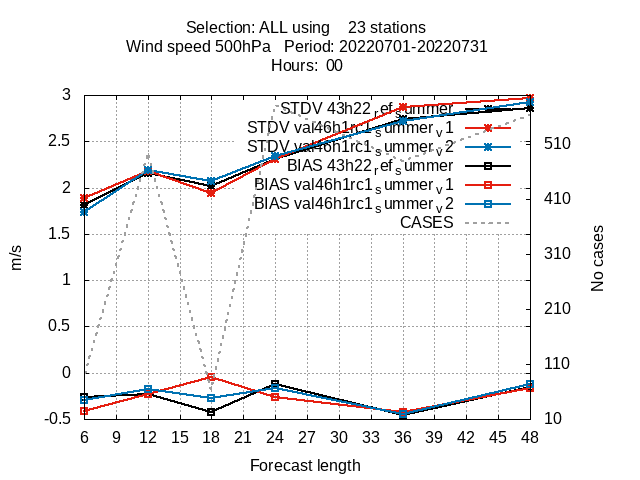 Selection: ALL using 23 stations
Wind speed 500hPa Period: 20220701-20220731
Hours: 00
3
2.5
2
1.5
1
0.5
0
-0.5
m/s
STDV 43h22_ref_summer
STDV val46h1rc1_summer_v1
STDV val46h1rc1_summer_v2
BIAS 43h22_ref_summer
BIAS val46h1rc1_summer_v1
BIAS val46h1rc1_summer_v2
CASES
510
410
310
210
110
10
No cases
6 9 12 15 18 21 24 27 30 33 36 39 42 45 48
Forecast length